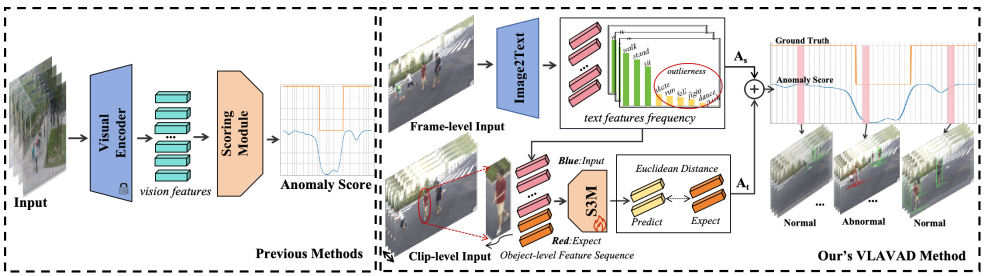 Input
Visual
Encoder
vision features
Scoring
Module
Anomaly Score
Previous Methods
Frame-level Input
Image2Text
walk
stand
sit
outlierness
skate
run
fall
fight
dance
text features frequency
As
Ground Truth
Anomaly Score
Clip-level Input
Blue:Input
Red:Expect
Obeject-level Feature Sequence
S3M
Euclidean Distance
Predict
Expect
At
Normal
Abnormal
Normal
Our's VLAVAD Method